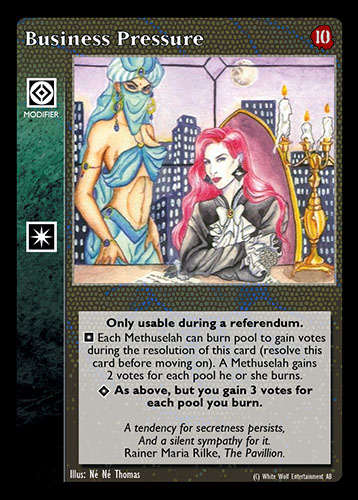 Business Pressure
10
MODIFIER
Only usable during a referendum.
Each Methuselah can burn pool to gain votes
during the resolution of this card (resolve this
card before moving on). A Methuselah gains
2 votes for each pool he or she burns.
As above, but you gain 3 votes for
each pool you burn.
A tendency for secretness persists,
And a silent sympathy for it.
Rainer Maria Rilke, The Pavillion.
Illus: Né Né Thomas
(C) White Wolf Entertainment AB